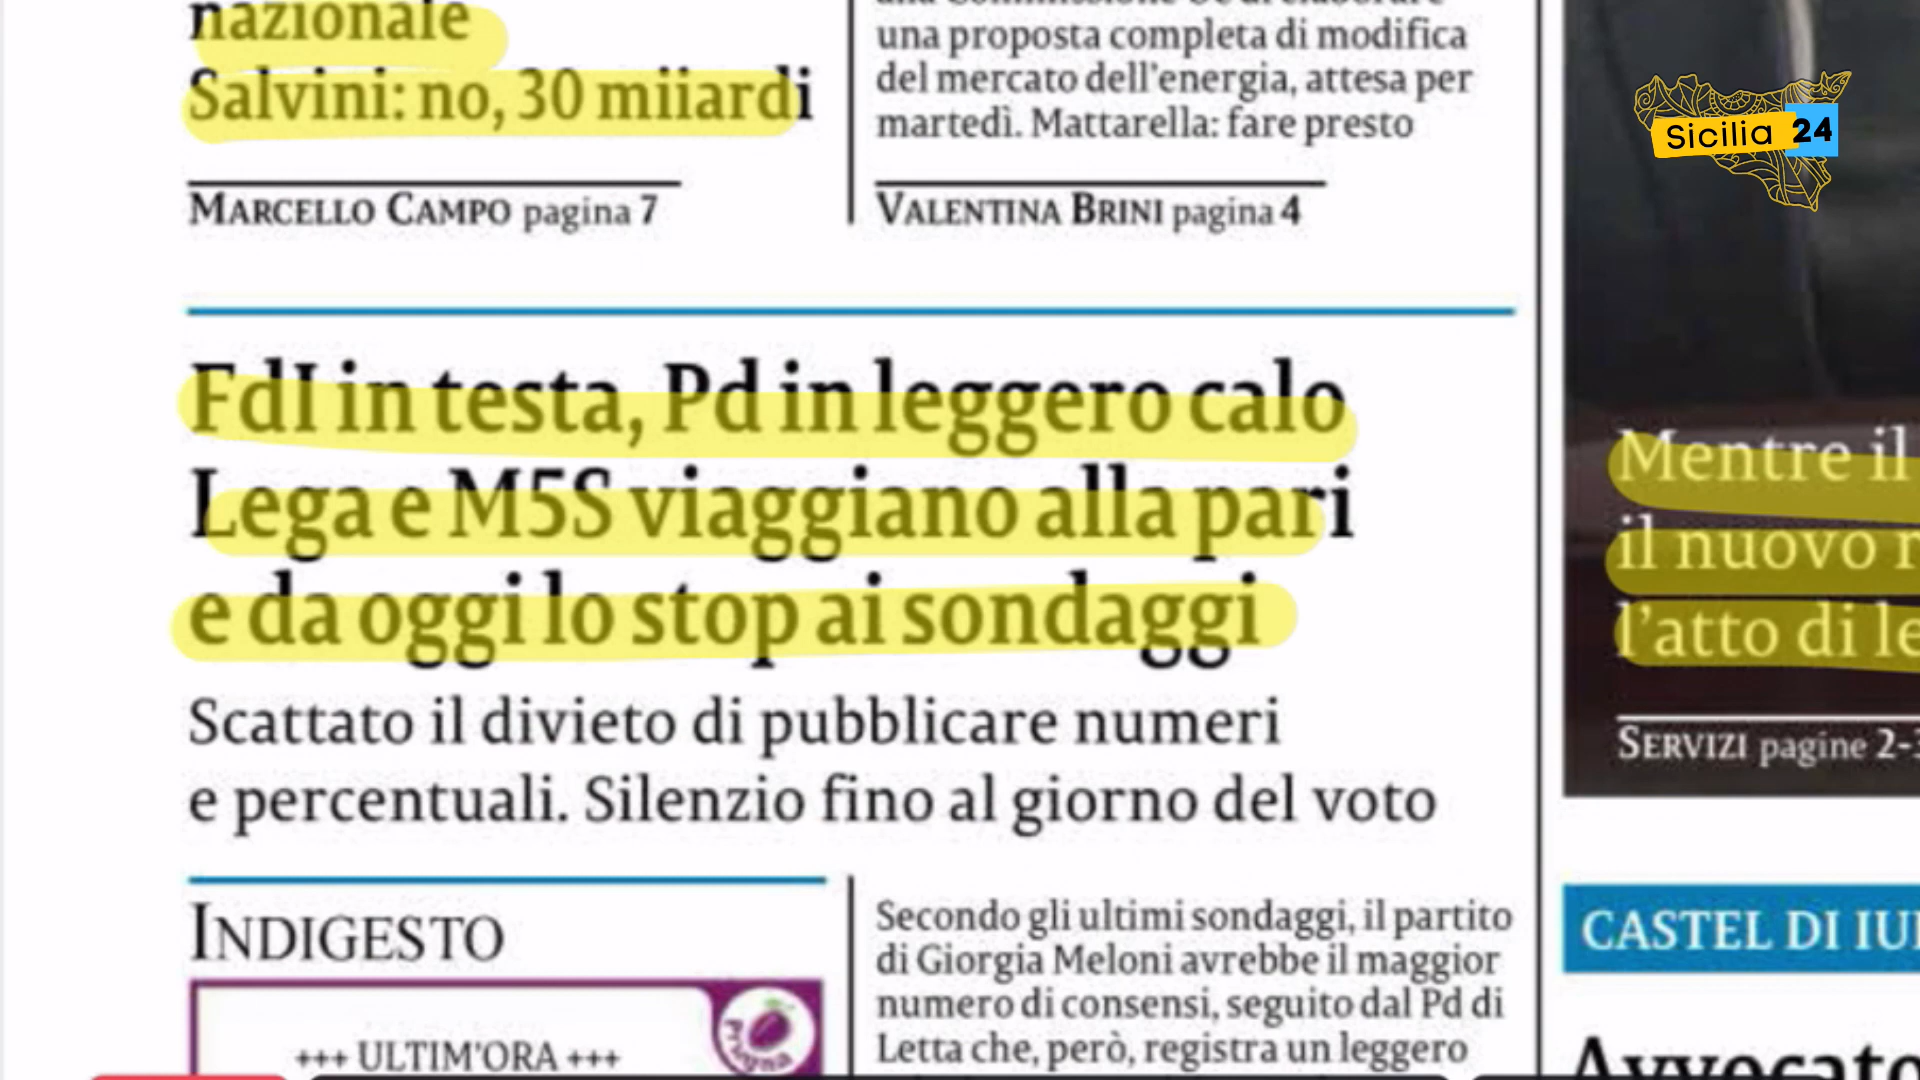 nazionale
Salvini: no, 30 miiardi
MARCELLO CAMPO pagina 7
una proposta completa di modifica
del mercato dell'energia, attesa per
martedì. Mattarella: fare presto
VALENTINA BRINI pagina 4
Sicilia 24
FdI in testa, Pd in leggero calo
Lega e M5S viaggiano alla pari
e da oggi lo stop ai sondaggi
Scattato il divieto di pubblicare numeri
e percentuali. Silenzio fino al giorno del voto
INDIGESTO
+++ ULTIM'ORA +++
Prugna
Secondo gli ultimi sondaggi, il partito
di Giorgia Meloni avrebbe il maggior
numero di consensi, seguito dal Pd di
Letta che, però, registra un leggero
Mentre il
il nuovo
l'atto di
SERVIZI pagine 2-
CASTEL DI
Avvocato